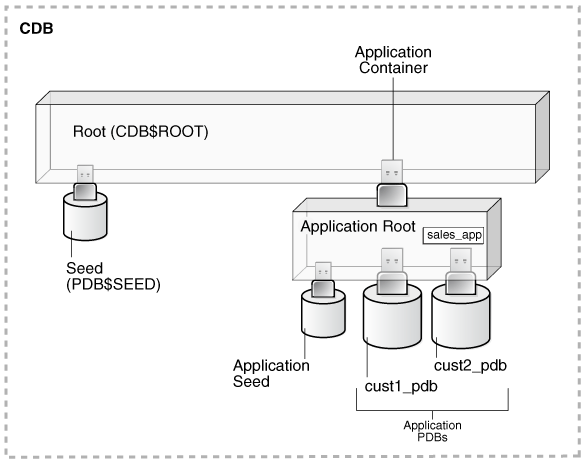 CDB
Application
Container
Root (CDB$ROOT)
Application Root
sales_app
Seed
(PDB$SEED)
Application
Seed
cust1_pdb
cust2_pdb
Application
PDBs